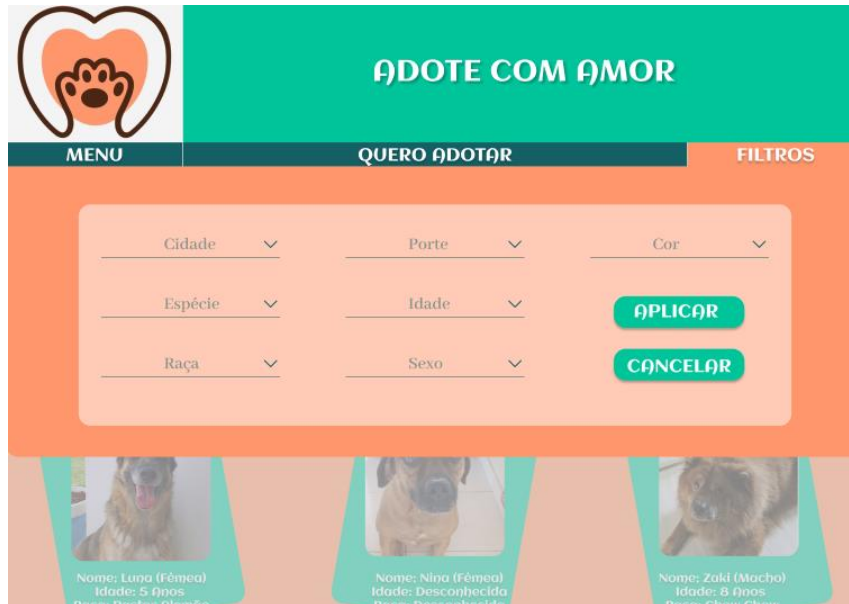 ADOTE COM AMOR
MENU
QUERO ADOTAR
FILTROS
Cidade
Porte
Cor
Espécie
Idade
APLICAR
Raça
Sexo
CANCELAR
Nome: Luna (Fêmea)
Idade: 5 Anos
Nome: Nina (Fêmea)
Idade: Desconhecida
Nome: Zaki (Macho)
Idade: 8 Anos